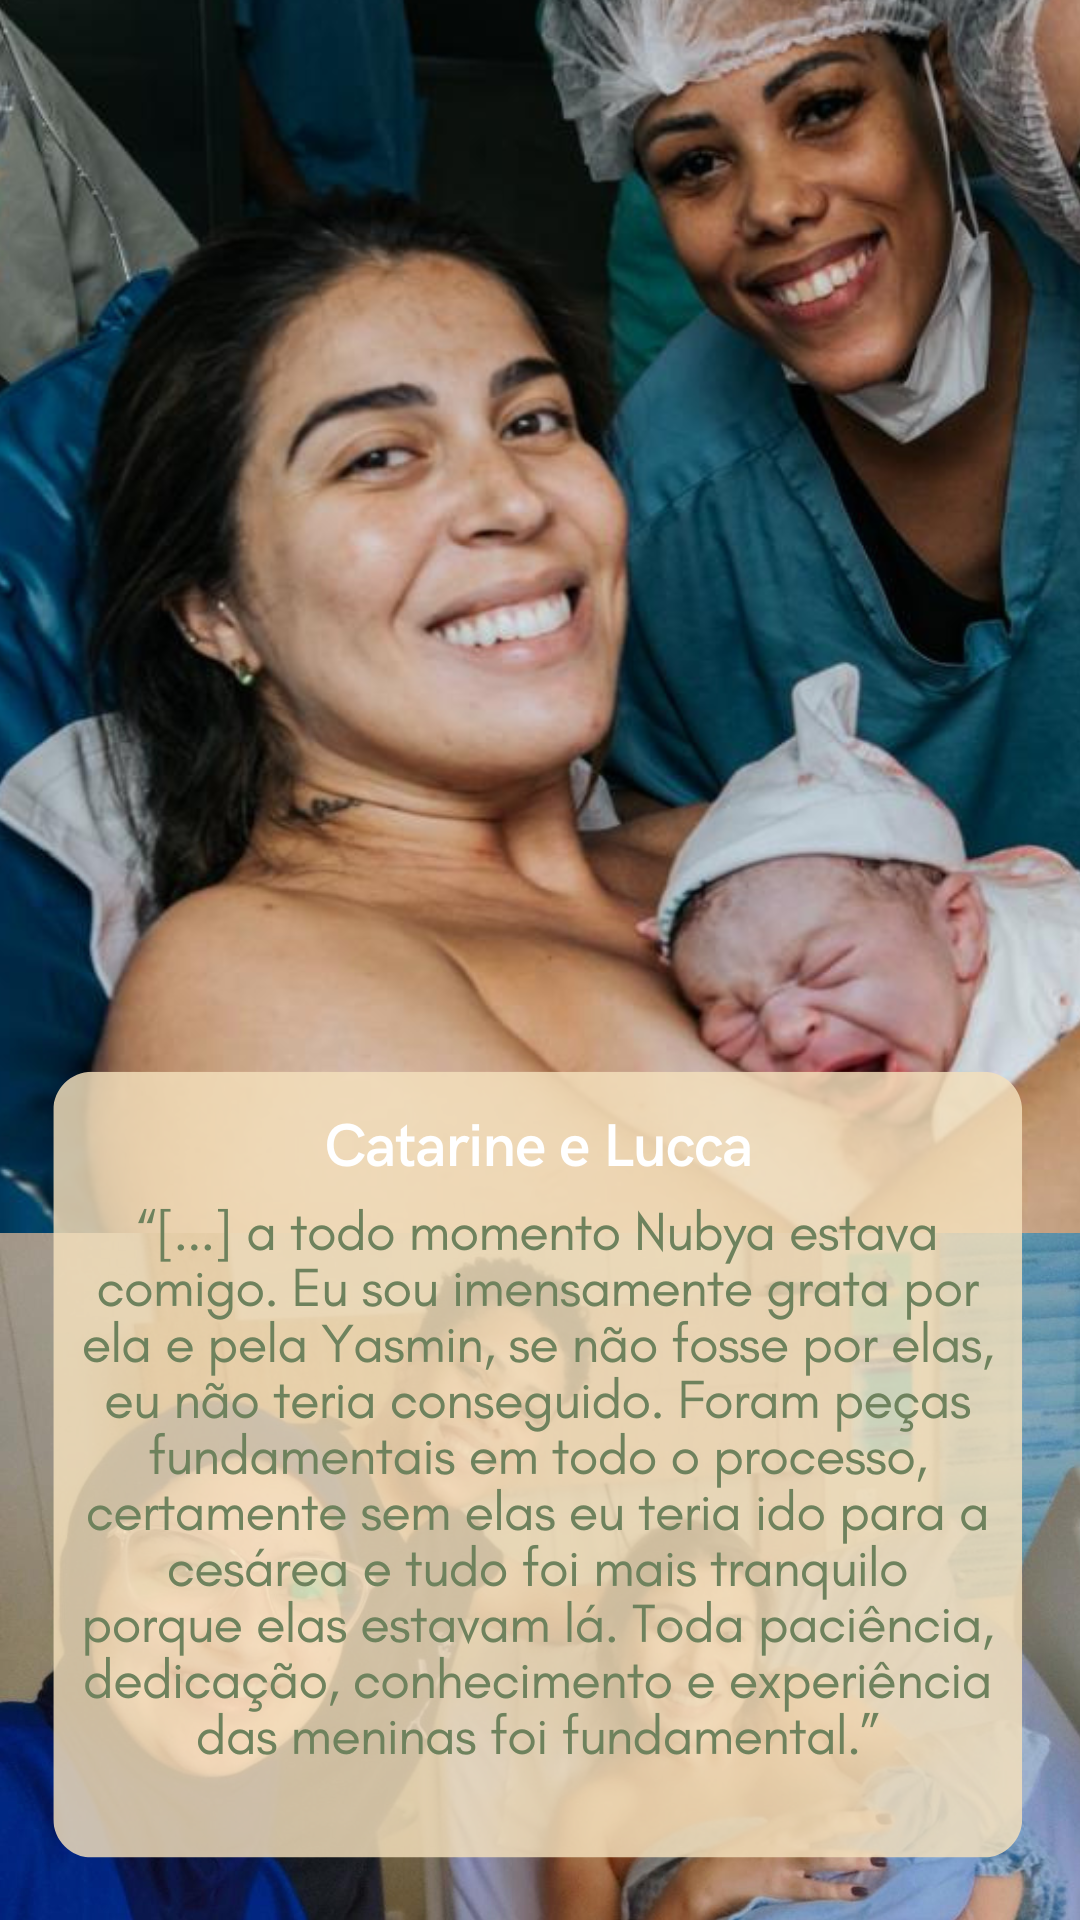 Catarine e Lucca
“[...] a todo momento Nubya estava
comigo. Eu sou imensamente grata por
ela e pela Yasmin, se não fosse por elas,
eu não teria conseguido. Foram peças
fundamentais em todo o processo,
certamente sem elas eu teria ido para a
cesárea e tudo foi mais tranquilo
porque elas estavam lá. Toda paciência,
dedicação, conhecimento e experiência
das meninas foi fundamental.”